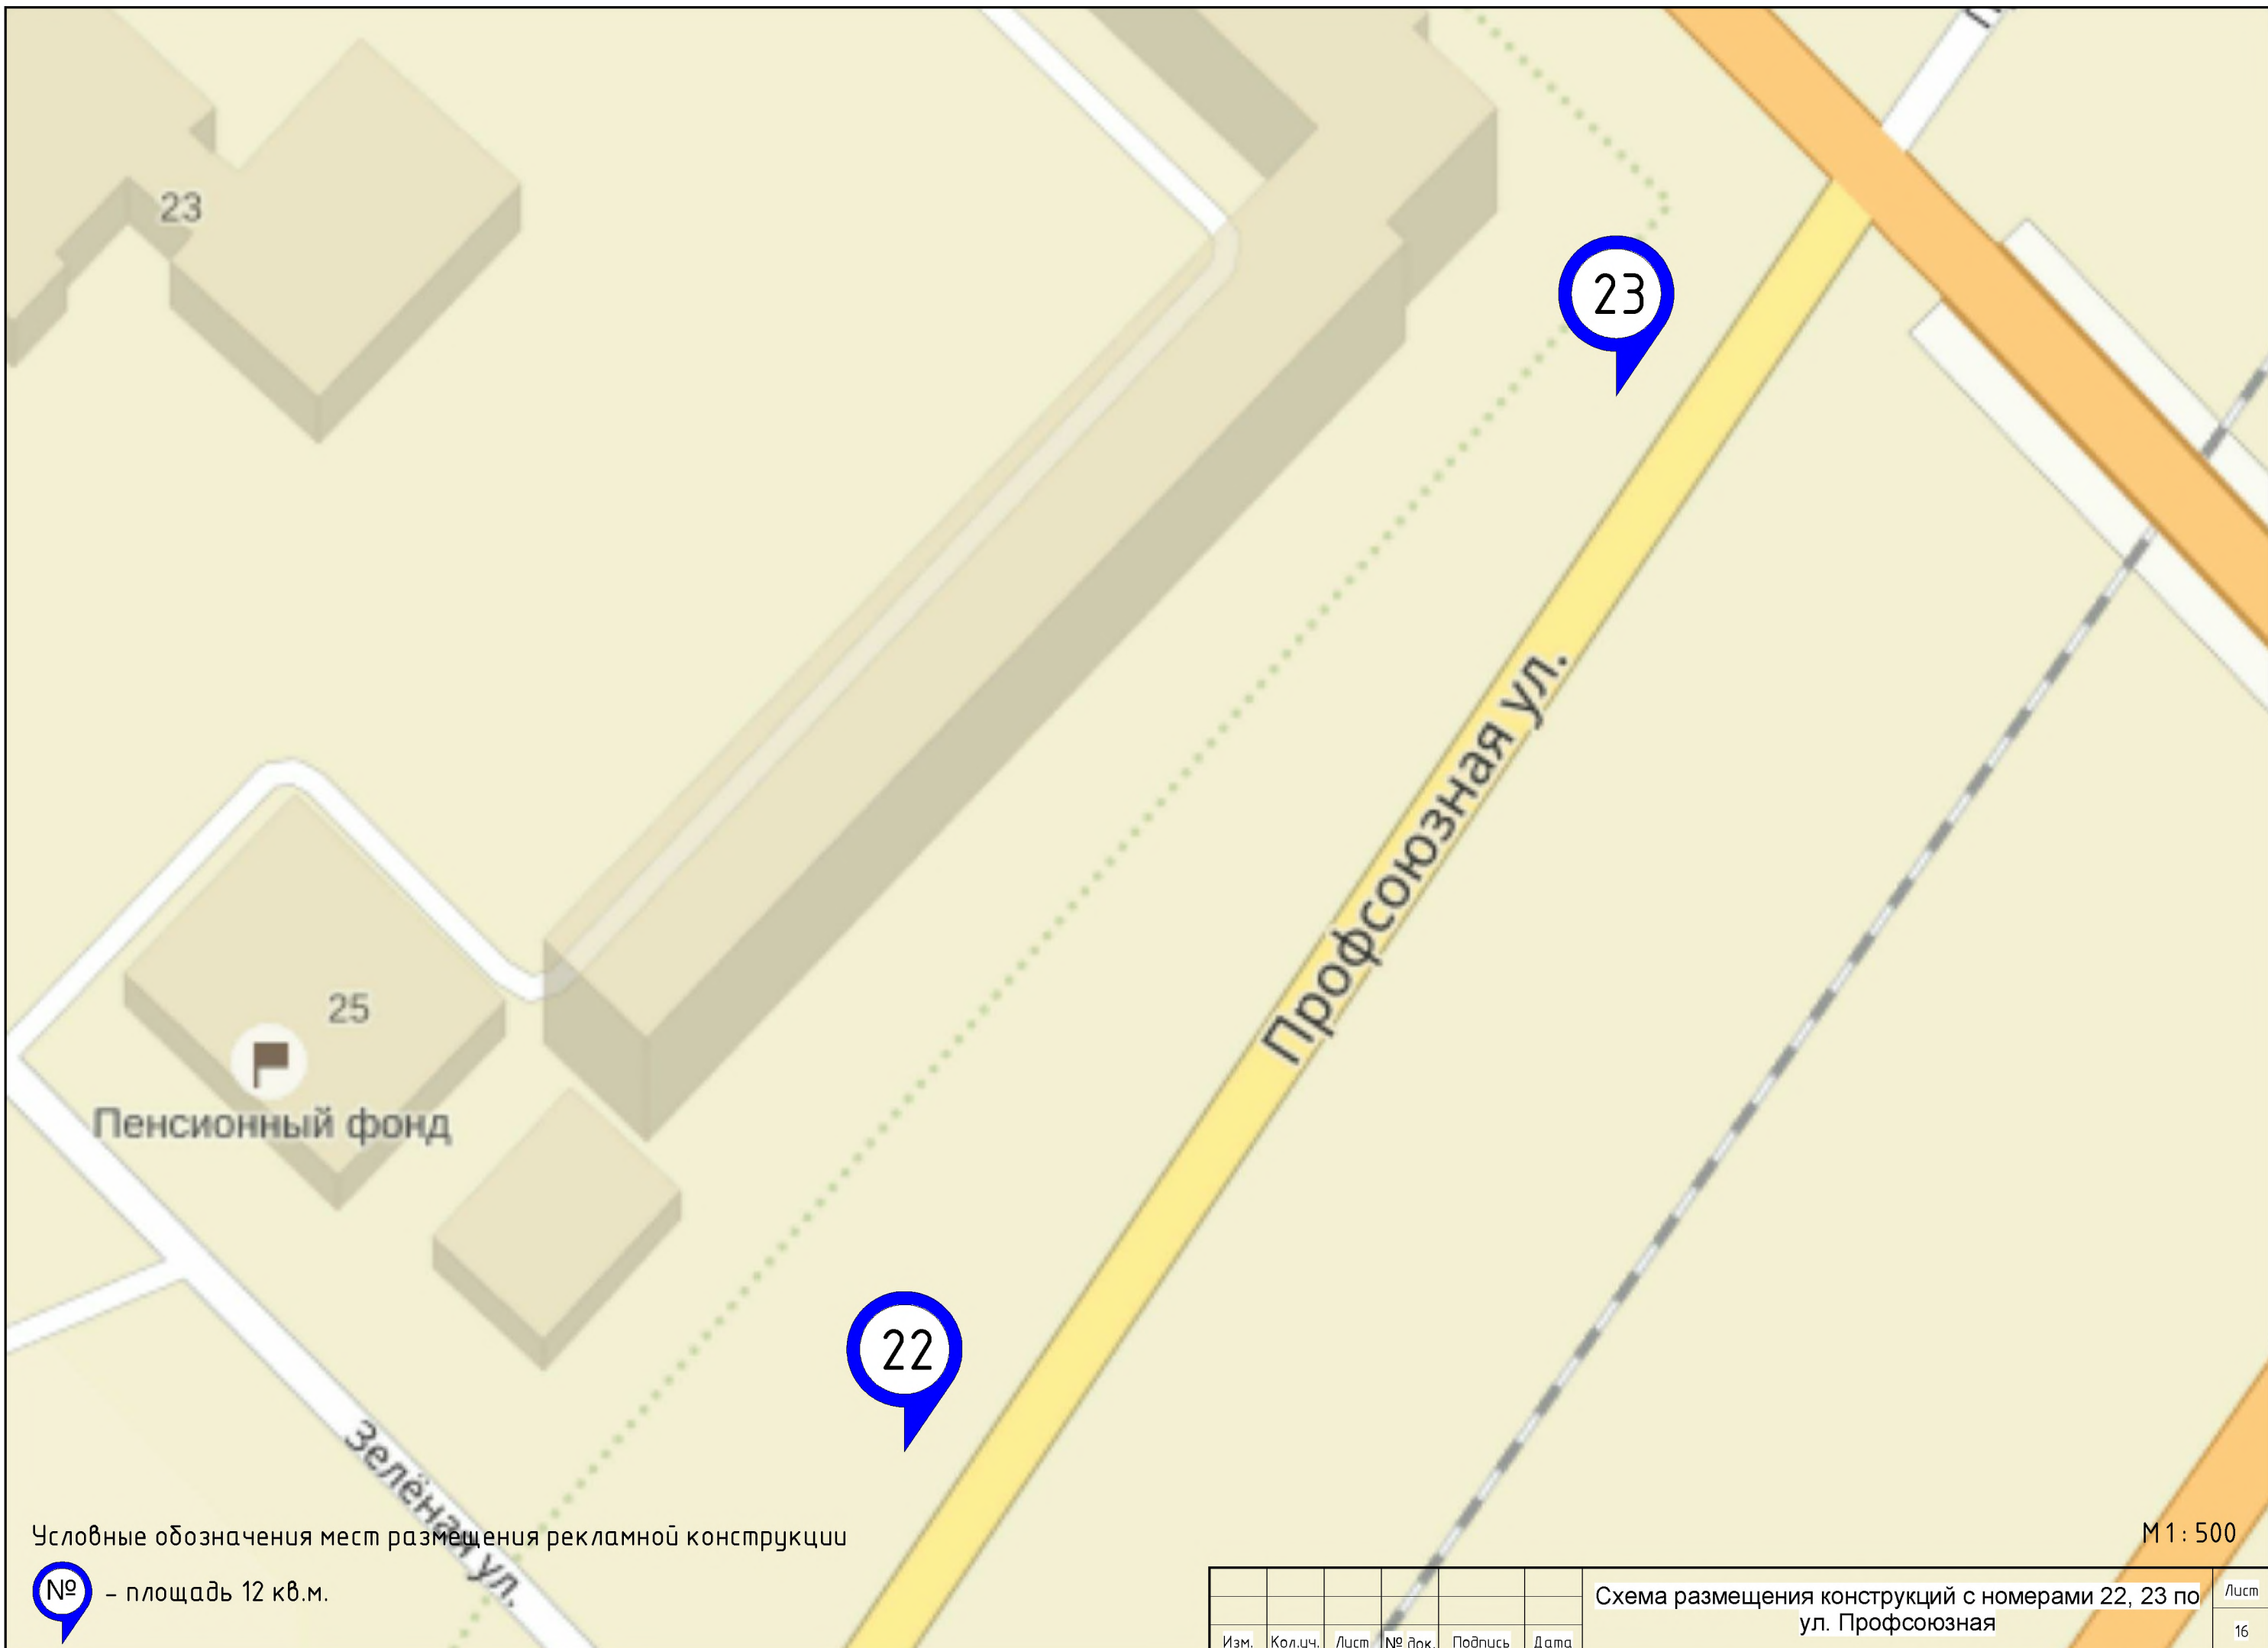 23
23
Профсоюзная ул.
25
Пенсионный фонд
22
Зелёная ул.
Условные обозначения мест размещения рекламной конструкции
№ – площадь 12 кв.м.
М 1 : 500
Схема размещения конструкций с номерами 22, 23 по
ул. Профсоюзная
Лист
16
Изм. Кол.уч. Лист № док. Подпись Дата